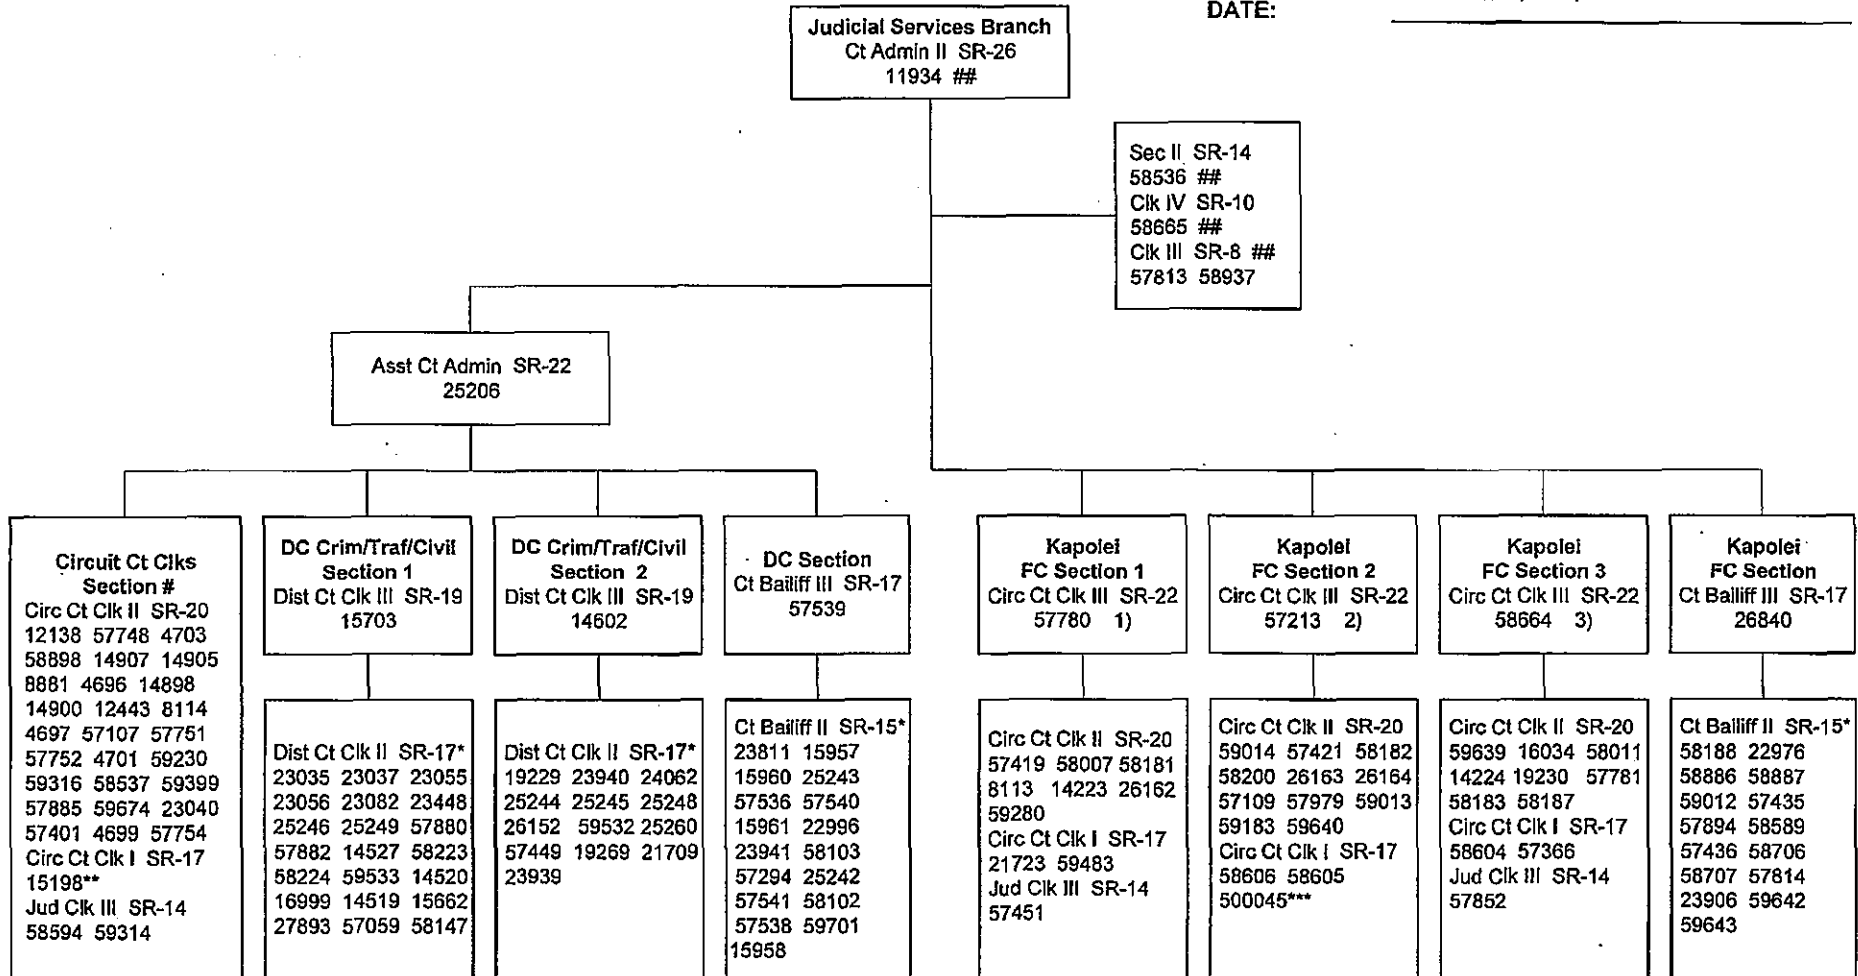 DATE:
Judicial Services Branch
Ct Admin II SR-26
11934 ##
Sec II SR-14
58536 ##
Clk IV SR-10
58665 ##
Clk III SR-8 ##
57813 58937
Asst Ct Admin SR-22
25206
Circuit Ct Clks
Section #
Circ Ct Clk II SR-20
12138 57748 4703
58898 14907 14905
8881 4696 14898
14900 12443 8114
4697 57107 57751
57752 4701 59230
59316 58537 59399
57885 59674 23040
57401 4699 57754
Circ Ct Clk I SR-17
15198**
Jud Clk III SR-14
58594 59314
DC Crim/Traf/Civil
Section 1
Dist Ct Clk III SR-19
15703
Dist Ct Clk II SR-17*
23035 23037 23055
23056 23082 23448
25246 25249 57880
57882 14527 58223
58224 59533 14520
16999 14519 15662
27893 57059 58147
DC Crim/Traf/Civil
Section 2
Dist Ct Clk III SR-19
14602
Dist Ct Clk II SR-17*
19229 23940 24062
25244 25245 25248
26152 59532 25260
57449 19269 21709
23939
DC Section
Ct Bailiff III SR-17
57539
Ct Bailiff II SR-15*
23811 15957
15960 25243
57536 57540
15961 22996
23941 58103
57294 25242
57541 58102
57538 59701
15958
Kapolei
FC Section 1
Circ Ct Clk III SR-22
57780 1)
Circ Ct Clk II SR-20
57419 58007 58181
8113 14223 26162
59280
Circ Ct Clk I SR-17
21723 59483
Jud Clk III SR-14
57451
Kapolei
FC Section 2
Circ Ct Clk III SR-22
57213 2)
Circ Ct Clk II SR-20
59014 57421 58182
58200 26163 26164
57109 57979 59013
59183 59640
Circ Ct Clk I SR-17
58606 58605
500045***
Kapolei
FC Section 3
Circ Ct Clk III SR-22
58664 3)
Circ Ct Clk II SR-20
59639 16034 58011
14224 19230 57781
58183 58187
Circ Ct Clk I SR-17
58604 57366
Jud Clk III SR-14
57852
Kapolei
FC Section
Ct Bailiff III SR-17
26840
Ct Bailiff II SR-15*
58188 22976
58886 58887
59012 57435
57894 58589
57436 58706
58707 57814
23906 59642
59643